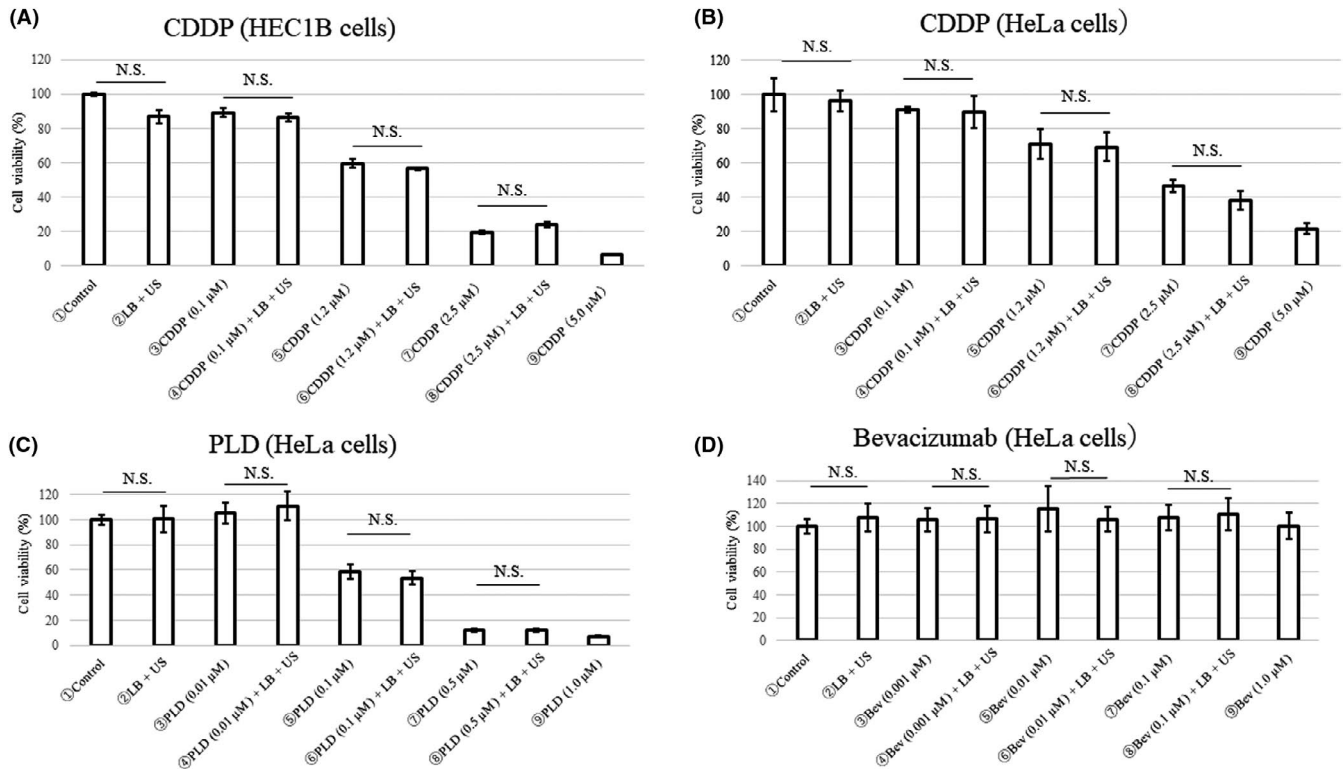 (A)
CDDP (HEC1B cells)
Cell viability (%)
120
100
80
60
40
20
0
N.S.
N.S.
N.S.
N.S.
①Control
②LB + US
③CDDP (0.1 μM)
④CDDP (0.1 μM) + LB + US
⑤CDDP (1.2 μM)
⑥CDDP (1.2 μM) + LB + US
⑦CDDP (2.5 μM)
⑧CDDP (2.5 μM) + LB + US
⑨CDDP (5.0 μM)
(B)
CDDP (HeLa cells)
Cell viability (%)
120
100
80
60
40
20
0
N.S.
N.S.
N.S.
N.S.
①Control
②LB + US
③CDDP (0.1 μM)
④CDDP (0.1 μM) + LB + US
⑤CDDP (1.2 μM)
⑥CDDP (1.2 μM) + LB + US
⑦CDDP (2.5 μM)
⑧CDDP (2.5 μM) + LB + US
⑨CDDP (5.0 μM)
(C)
PLD (HeLa cells)
Cell viability (%)
120
100
80
60
40
20
0
N.S.
N.S.
N.S.
N.S.
①Control
②LB + US
③PLD (0.01 μM)
④PLD (0.01 μM) + LB + US
⑤PLD (0.1 μM)
⑥PLD (0.1 μM) + LB + US
⑦PLD (0.5 μM)
⑧PLD (0.5 μM) + LB + US
⑨PLD (1.0 μM)
(D)
Bevacizumab (HeLa cells)
Cell viability (%)
140
120
100
80
60
40
20
0
N.S.
N.S.
N.S.
N.S.
①Control
②LB + US
③Bev (0.001 μM)
④Bev (0.001 μM) + LB + US
⑤Bev (0.01 μM)
⑥Bev (0.01 μM) + LB + US
⑦Bev (0.1 μM)
⑧Bev (0.1 μM) + LB + US
⑨Bev (1.0 μM)